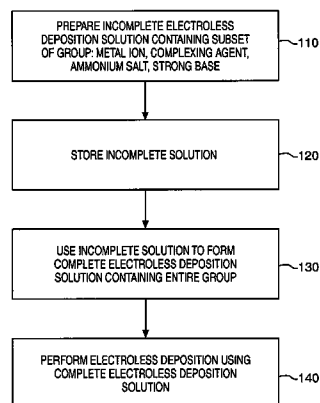 PREPARE INCOMPLETE ELECTROLESS
DEPOSITION SOLUTION CONTAINING SUBSET
OF GROUP: METAL ION, COMPLEXING AGENT,
AMMONIUM SALT, STRONG BASE
110
STORE INCOMPLETE SOLUTION
120
USE INCOMPLETE SOLUTION TO FORM
COMPLETE ELECTROLESS DEPOSITION
SOLUTION CONTAINING ENTIRE GROUP
130
PERFORM ELECTROLESS DEPOSITION USING
COMPLETE ELECTROLESS DEPOSITION
SOLUTION
140